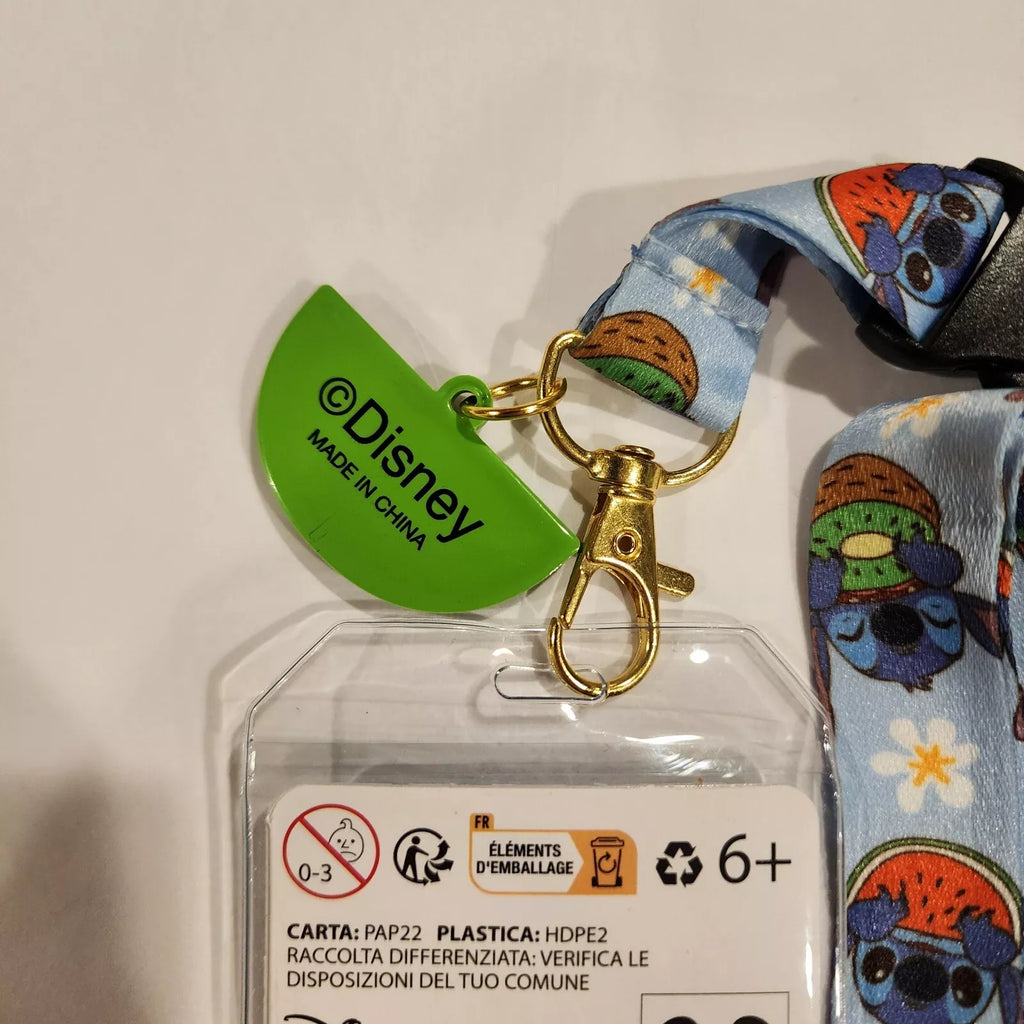 ©Disney
MADE IN CHINA
FR
ÉLÉMENTS
D'EMBALLAGE
0-3
6+
CARTA: PAP22 PLASTICA: HDPE2
RACCOLTA DIFFERENZIATA: VERIFICA LE
DISPOSIZIONI DEL TUO COMUNE